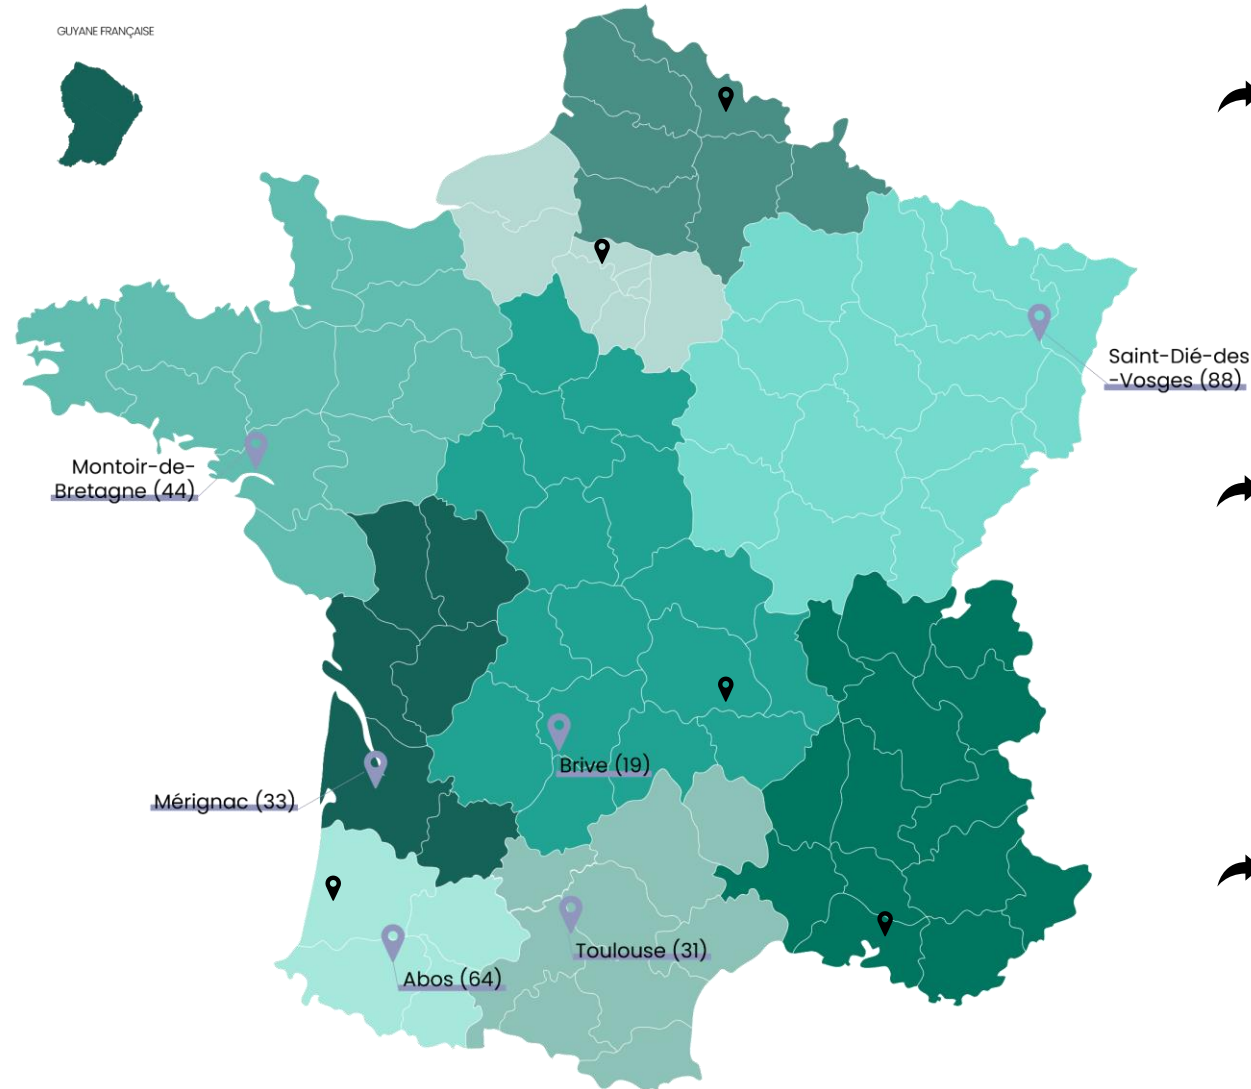 GUYANE FRANÇAISE
Saint-Dié-des
-Vosges (88)
Montoir-de-
Bretagne (44)
Brive (19)
Mérignac (33)
Toulouse (31)
Abos (64)